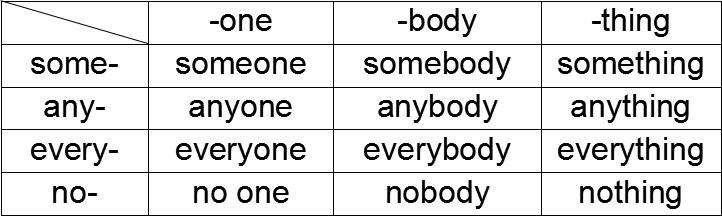 -one -body -thing
some- someone somebody something
any- anyone anybody anything
every- everyone everybody everything
no- no one nobody nothing